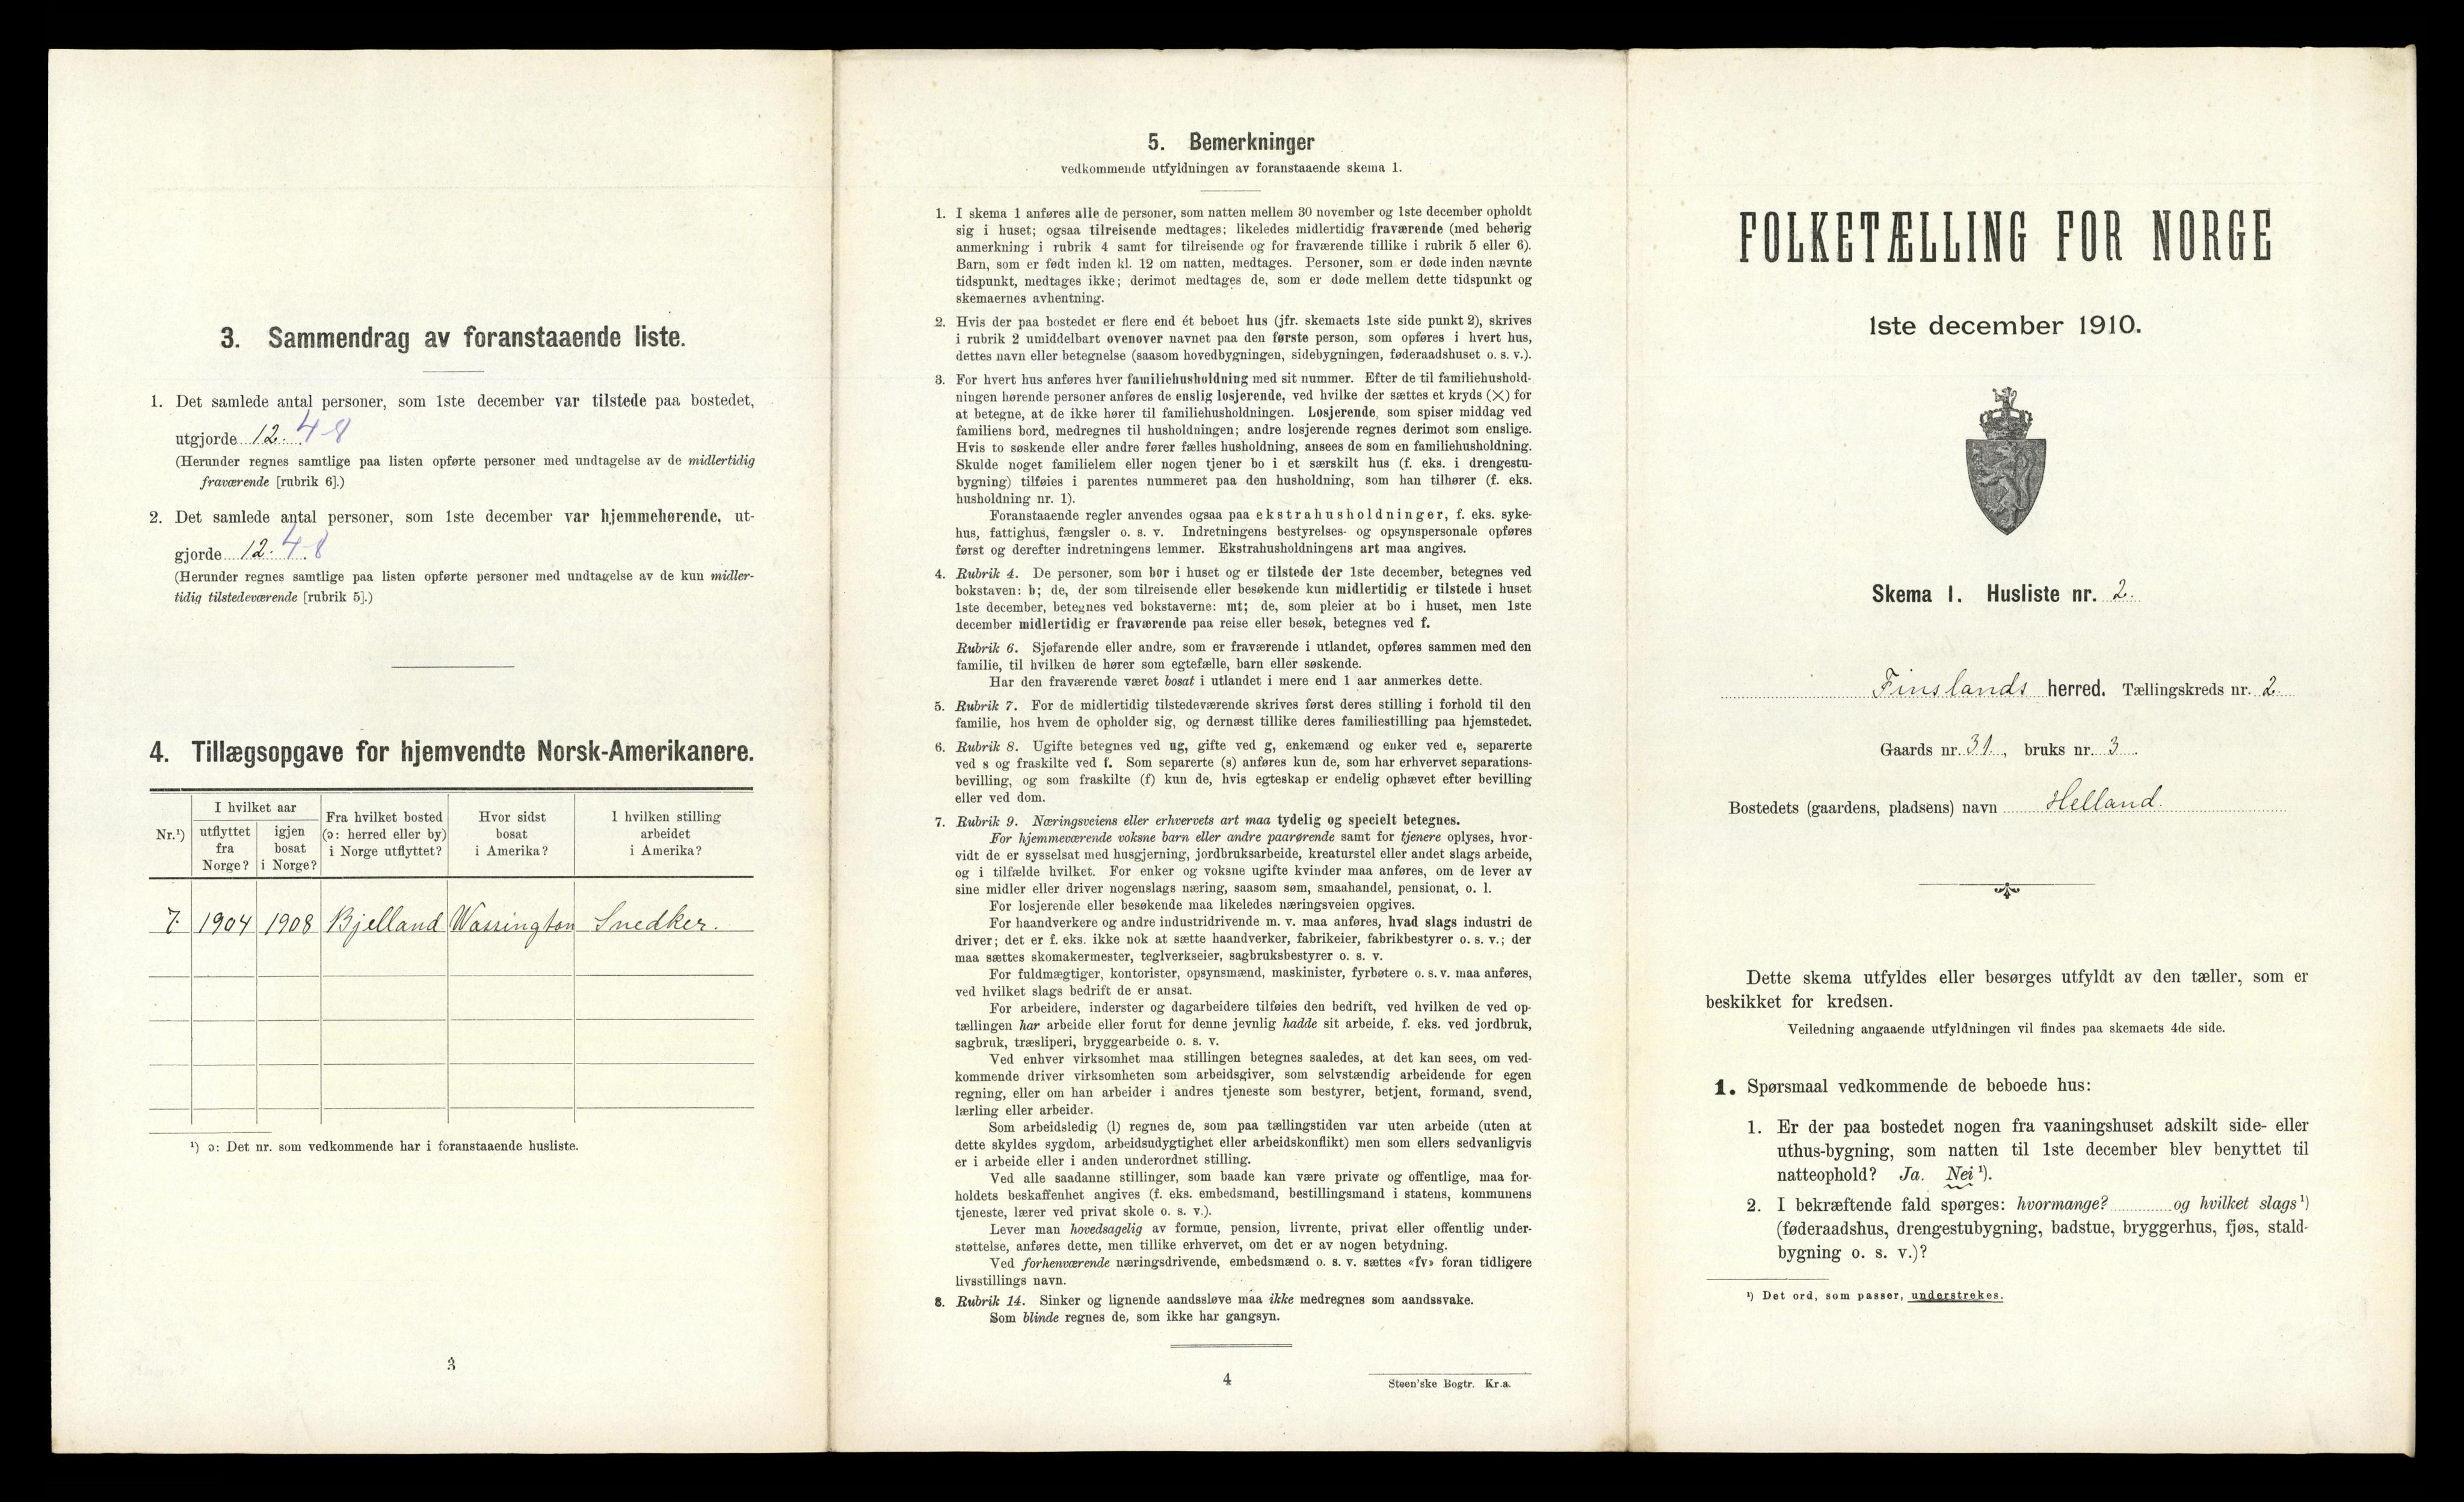 3. Sammendrag av foranstaaende liste.
1. Det samlede antal personer, som 1ste december var tilstede paa bostedet,
utgjorde 12. 4-8
(Herunder regnes samtlige paa listen opførte personer med undtagelse av de midlertidig
fraværende [rubrik 6].)
2. Det samlede antal personer, som 1ste december var hjemmehørende, ut-
gjorde 12. 4-8
(Herunder regnes samtlige paa listen opførte personer med undtagelse av de kun midler-
tidig tilstedeværende [rubrik 5].)
4. Tillægsopgave for hjemvendte Norsk-Amerikanere.
Nr.¹)
I hvilket aar
utflyttet
fra
Norge?
igjen
bosat
i Norge?
Fra hvilket bosted
(ɔ: herred eller by)
i Norge utflyttet?
Hvor sidst
bosat
i Amerika?
I hvilken stilling
arbeidet
i Amerika?
7. 1904 1908 Bjelland Wassington Snedker.
¹) ɔ: Det nr. som vedkommende har i foranstaaende husliste.
3
5. Bemerkninger
vedkommende utfyldningen av foranstaaende skema 1.
1. I skema 1 anføres alle de personer, som natten mellem 30 november og 1ste december opholdt
sig i huset; ogsaa tilreisende medtages; likeledes midlertidig fraværende (med behørig
anmerkning i rubrik 4 samt for tilreisende og for fraværende tillike i rubrik 5 eller 6).
Barn, som er født inden kl. 12 om natten, medtages. Personer, som er døde inden nævnte
tidspunkt, medtages ikke; derimot medtages de, som er døde mellem dette tidspunkt og
skemaernes avhentning.
2. Hvis der paa bostedet er flere end ét beboet hus (jfr. skemaets 1ste side punkt 2), skrives
i rubrik 2 umiddelbart ovenover navnet paa den første person, som opføres i hvert hus,
dettes navn eller betegnelse (saasom hovedbygningen, sidebygningen, føderaadshuset o. s. v.).
3. For hvert hus anføres hver familiehusholdning med sit nummer. Efter de til familiehushold-
ningen hørende personer anføres de enslig losjerende, ved hvilke der sættes et kryds (✕) for
at betegne, at de ikke hører til familiehusholdningen. Losjerende som spiser middag ved
familiens bord, medregnes til husholdningen; andre losjerende regnes derimot som enslige.
Hvis to søskende eller andre fører fælles husholdning, ansees de som en familiehusholdning.
Skulde noget familielem eller nogen tjener bo i et særskilt hus (f. eks. i drengestu-
bygning) tilføies i parentes nummeret paa den husholdning, som han tilhører (f. eks.
husholdning nr. 1).
Foranstaaende regler anvendes ogsaa paa ekstrahusholdninger, f. eks. syke-
hus, fattighus, fængsler o. s. v. Indretningens bestyrelses- og opsynspersonale opføres
først og derefter indretningens lemmer. Ekstrahusholdningens art maa angives.
4. Rubrik 4. De personer, som bor i huset og er tilstede der 1ste december, betegnes ved
bokstaven: b; de, der som tilreisende eller besøkende kun midlertidig er tilstede i huset
1ste december, betegnes ved bokstaverne: mt; de, som pleier at bo i huset, men 1ste
december midlertidig er fraværende paa reise eller besøk, betegnes ved f.
Rubrik 6. Sjøfarende eller andre, som er fraværende i utlandet, opføres sammen med den
familie, til hvilken de hører som egtefælle, barn eller søskende.
Har den fraværende været bosat i utlandet i mere end 1 aar anmerkes dette.
5. Rubrik 7. For de midlertidig tilstedeværende skrives først deres stilling i forhold til den
familie, hos hvem de opholder sig, og dernæst tillike deres familiestilling paa hjemstedet.
6. Rubrik 8. Ugifte betegnes ved ug, gifte ved g, enkemænd og enker ved e, separerte
ved s og fraskilte ved f. Som separerte (s) anføres kun de, som har erhvervet separations-
bevilling, og som fraskilte (f) kun de, hvis egteskap er endelig ophævet efter bevilling
eller ved dom.
7. Rubrik 9. Næringsveiens eller erhvervets art maa tydelig og specielt betegnes.
For hjemmeværende voksne barn eller andre paarørende samt for tjenere oplyses, hvor-
vidt de er sysselsat med husgjerning, jordbruksarbeide, kreaturstel eller andet slags arbeide,
og i tilfælde hvilket. For enker og voksne ugifte kvinder maa anføres, om de lever av
sine midler eller driver nogenslags næring, saasom søm, smaahandel, pensionat, o. l.
For losjerende eller besøkende maa likeledes næringsveien opgives.
For haandverkere og andre industridrivende m. v. maa anføres, hvad slags industri de
driver; det er f. eks. ikke nok at sætte haandverker, fabrikeier, fabrikbestyrer o. s. v.; der
maa sættes skomakermester, teglverkseier, sagbruksbestyrer o. s. v.
For fuldmægtiger, kontorister, opsynsmænd, maskinister, fyrbøtere o. s. v. maa anføres,
ved hvilket slags bedrift de er ansat.
For arbeidere, inderster og dagarbeidere tilføies den bedrift, ved hvilken de ved op-
tællingen har arbeide eller forut for denne jevnlig hadde sit arbeide, f. eks. ved jordbruk,
sagbruk, træsliperi, bryggearbeide o. s. v.
Ved enhver virksomhet maa stillingen betegnes saaledes, at det kan sees, om ved-
kommende driver virksomheten som arbeidsgiver, som selvstændig arbeidende for egen
regning, eller om han arbeider i andres tjeneste som bestyrer, betjent, formand, svend,
lærling eller arbeider.
Som arbeidsledig (l) regnes de, som paa tællingstiden var uten arbeide (uten at
dette skyldes sygdom, arbeidsudygtighet eller arbeidskonflikt) men som ellers sedvanligvis
er i arbeide eller i anden underordnet stilling.
Ved alle saadanne stillinger, som baade kan være private og offentlige, maa for-
holdets beskaffenhet angives (f. eks. embedsmand, bestillingsmand i statens, kommunens
tjeneste, lærer ved privat skole o. s. v.).
Lever man hovedsagelig av formue, pension, livrente, privat eller offentlig under-
støttelse, anføres dette, men tillike erhvervet, om det er av nogen betydning.
Ved forhenværende næringsdrivende, embedsmænd o. s. v. sættes «fv» foran tidligere
livsstillings navn.
8. Rubrik 14. Sinker og lignende aandssløve maa ikke medregnes som aandssvake.
Som blinde regnes de, som ikke har gangsyn.
4
Steen'ske Bogtr. Kr.a.
FOLKETÆLLING FOR NORGE
1ste december 1910.
Skema 1. Husliste nr. 2.
Finslands herred. Tællingskreds nr. 2.
Gaards nr. 31., bruks nr. 3.
Bostedets (gaardens, pladsens) navn Helland.
Dette skema utfyldes eller besørges utfyldt av den tæller, som er
beskikket for kredsen.
Veiledning angaaende utfyldningen vil findes paa skemaets 4de side.
1. Spørsmaal vedkommende de beboede hus:
1. Er der paa bostedet nogen fra vaaningshuset adskilt side- eller
uthus-bygning, som natten til 1ste december blev benyttet til
natteophold? Ja. Nei ¹).
2. I bekræftende fald spørges: hvormange? og hvilket slags ¹)
(føderaadshus, drengestubygning, badstue, bryggerhus, fjøs, stald-
bygning o. s. v.)?
¹) Det ord, som passer, understrekes.